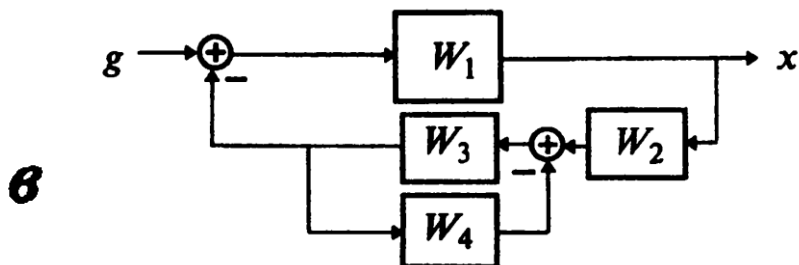 g + − W₁ x
W₃ + − W₂
в
W₄